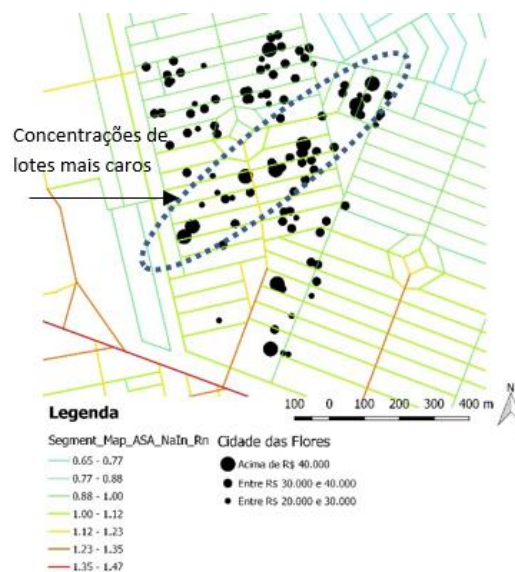 Concentrações de
lotes mais caros
N
100 0 100 200 300 400 m
Legenda
Segment_Map_ASA_NaIn_Rn
0.65 - 0.77
0.77 - 0.88
0.88 - 1.00
1.00 - 1.12
1.12 - 1.23
1.23 - 1.35
1.35 - 1.47
Cidade das Flores
Acima de R$ 40.000
Entre R$ 30.000 e 40.000
Entre R$ 20.000 e 30.000